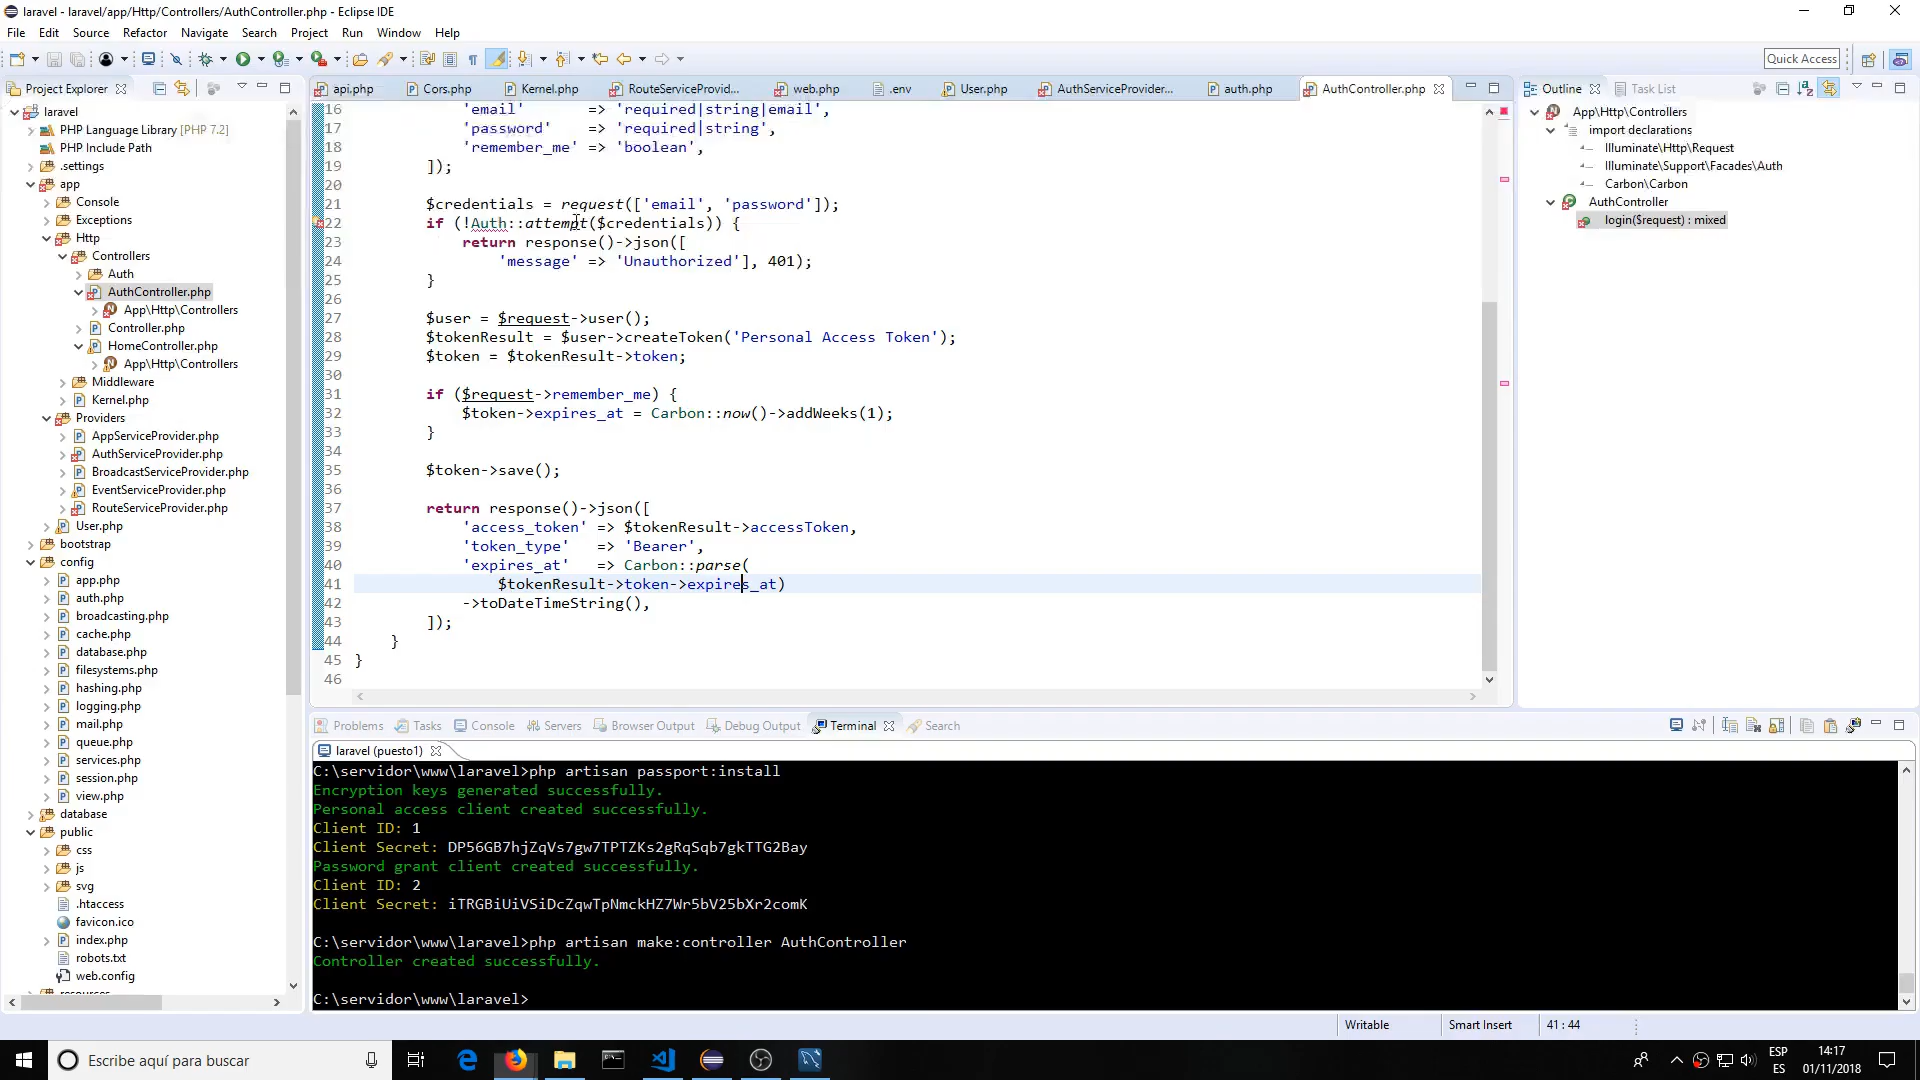 laravel - laravel/app/Http/Controllers/AuthController.php - Eclipse IDE
File Edit Source Refactor Navigate Search Project Run Window Help
Quick Access
Project Explorer
laravel
PHP Language Library [PHP 7.2]
PHP Include Path
.settings
app
Console
Exceptions
Http
Controllers
Auth
AuthController.php
App\Http\Controllers
Controller.php
HomeController.php
App\Http\Controllers
Middleware
Kernel.php
Providers
AppServiceProvider.php
AuthServiceProvider.php
BroadcastServiceProvider.php
EventServiceProvider.php
RouteServiceProvider.php
User.php
bootstrap
config
app.php
auth.php
broadcasting.php
cache.php
database.php
filesystems.php
hashing.php
logging.php
mail.php
queue.php
services.php
session.php
view.php
database
public
css
js
svg
.htaccess
favicon.ico
index.php
robots.txt
web.config
resources
api.php Cors.php Kernel.php RouteServiceProvid... web.php .env User.php AuthServiceProvider... auth.php AuthController.php
16 'email' => 'required|string|email',
17 'password' => 'required|string',
18 'remember_me' => 'boolean',
19 ]);
20
21 $credentials = request(['email', 'password']);
22 if (!Auth::attempt($credentials)) {
23 return response()->json([
24 'message' => 'Unauthorized'], 401);
25 }
26
27 $user = $request->user();
28 $tokenResult = $user->createToken('Personal Access Token');
29 $token = $tokenResult->token;
30
31 if ($request->remember_me) {
32 $token->expires_at = Carbon::now()->addWeeks(1);
33 }
34
35 $token->save();
36
37 return response()->json([
38 'access_token' => $tokenResult->accessToken,
39 'token_type' => 'Bearer',
40 'expires_at' => Carbon::parse(
41 $tokenResult->token->expires_at)
42 ->toDateTimeString(),
43 ]);
44 }
45 }
46
Outline Task List
App\Http\Controllers
import declarations
Illuminate\Http\Request
Illuminate\Support\Facades\Auth
Carbon\Carbon
AuthController
login($request) : mixed
Problems Tasks Console Servers Browser Output Debug Output Terminal Search
laravel (puesto1)
C:\servidor\www\laravel>php artisan passport:install
Encryption keys generated successfully.
Personal access client created successfully.
Client ID: 1
Client Secret: DP56GB7hjZqVs7gw7TPTZKs2gRqSqb7gkTTG2Bay
Password grant client created successfully.
Client ID: 2
Client Secret: iTRGBiUiVSiDcZqwTpNmckHZ7Wr5bV25bXr2comK
C:\servidor\www\laravel>php artisan make:controller AuthController
Controller created successfully.
C:\servidor\www\laravel>
Writable Smart Insert 41 : 44
Escribe aquí para buscar
ESP
ES
14:17
01/11/2018